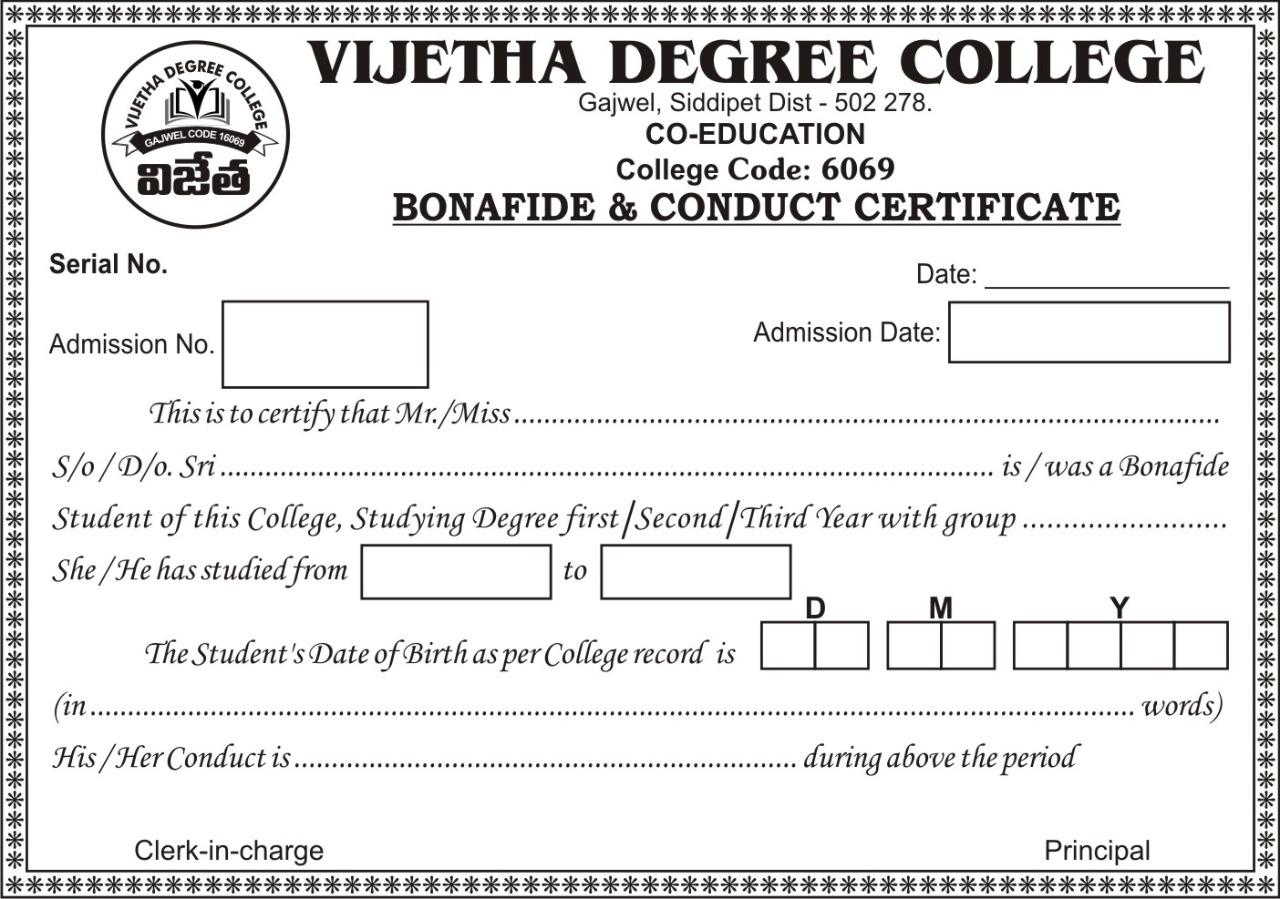 VIJETHA DEGREE COLLEGE
GAJWEL CODE 16069
విజేత
VIJETHA DEGREE COLLEGE
Gajwel, Siddipet Dist - 502 278.
CO-EDUCATION
College Code: 6069
BONAFIDE & CONDUCT CERTIFICATE
Serial No.
Date:
Admission No.
Admission Date:
This is to certify that Mr./Miss
S/o / D/o. Sri is / was a Bonafide
Student of this College, Studying Degree first/Second/Third Year with group
She / He has studied from to
D M Y
The Student's Date of Birth as per College record is
(in words)
His / Her Conduct is during above the period
Clerk-in-charge Principal